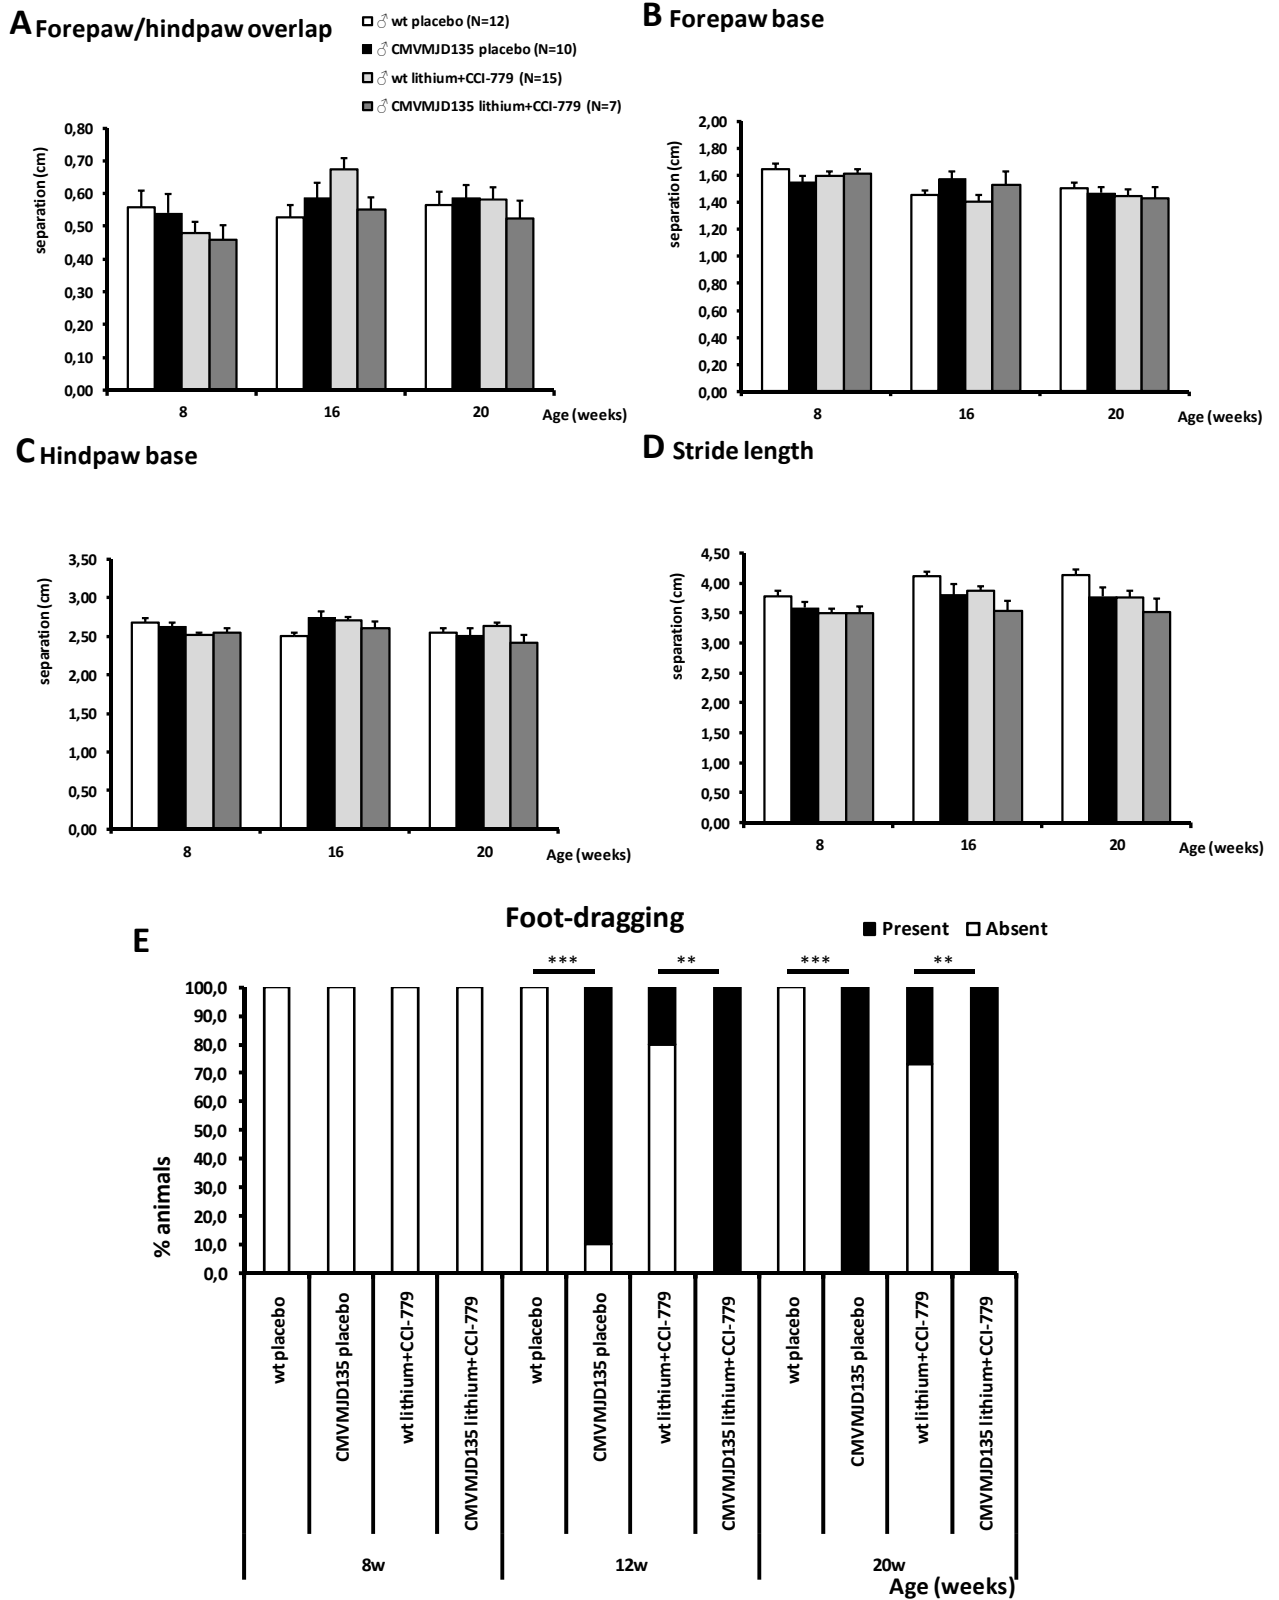 A Forepaw/hindpaw overlap
♂ wt placebo (N=12)
♂ CMVMJD135 placebo (N=10)
♂ wt lithium+CCI-779 (N=15)
♂ CMVMJD135 lithium+CCI-779 (N=7)
separation (cm)
0,80
0,70
0,60
0,50
0,40
0,30
0,20
0,10
0,00
8 16 20 Age (weeks)
B Forepaw base
separation (cm)
2,00
1,80
1,60
1,40
1,20
1,00
0,80
0,60
0,40
0,20
0,00
8 16 20 Age (weeks)
C Hindpaw base
separation (cm)
3,50
3,00
2,50
2,00
1,50
1,00
0,50
0,00
8 16 20 Age (weeks)
D Stride length
separation (cm)
4,50
4,00
3,50
3,00
2,50
2,00
1,50
1,00
0,50
0,00
8 16 20 Age (weeks)
E
Foot-dragging
Present Absent
*** ** *** **
% animals
100,0
90,0
80,0
70,0
60,0
50,0
40,0
30,0
20,0
10,0
0,0
wt placebo
CMVMJD135 placebo
wt lithium+CCI-779
CMVMJD135 lithium+CCI-779
wt placebo
CMVMJD135 placebo
wt lithium+CCI-779
CMVMJD135 lithium+CCI-779
wt placebo
CMVMJD135 placebo
wt lithium+CCI-779
CMVMJD135 lithium+CCI-779
8w 12w 20w
Age (weeks)